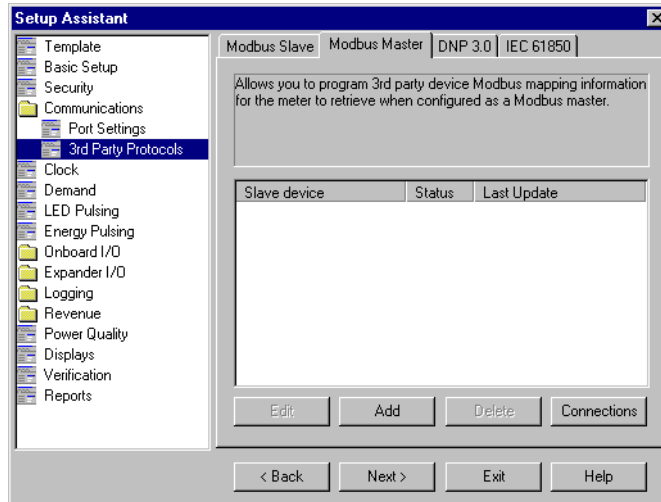 Setup Assistant
Template
Basic Setup
Security
Communications
Port Settings
3rd Party Protocols
Clock
Demand
LED Pulsing
Energy Pulsing
Onboard I/O
Expander I/O
Logging
Revenue
Power Quality
Displays
Verification
Reports
Modbus Slave Modbus Master DNP 3.0 IEC 61850
Allows you to program 3rd party device Modbus mapping information
for the meter to retrieve when configured as a Modbus master.
Slave device Status Last Update
Edit Add Delete Connections
< Back Next > Exit Help